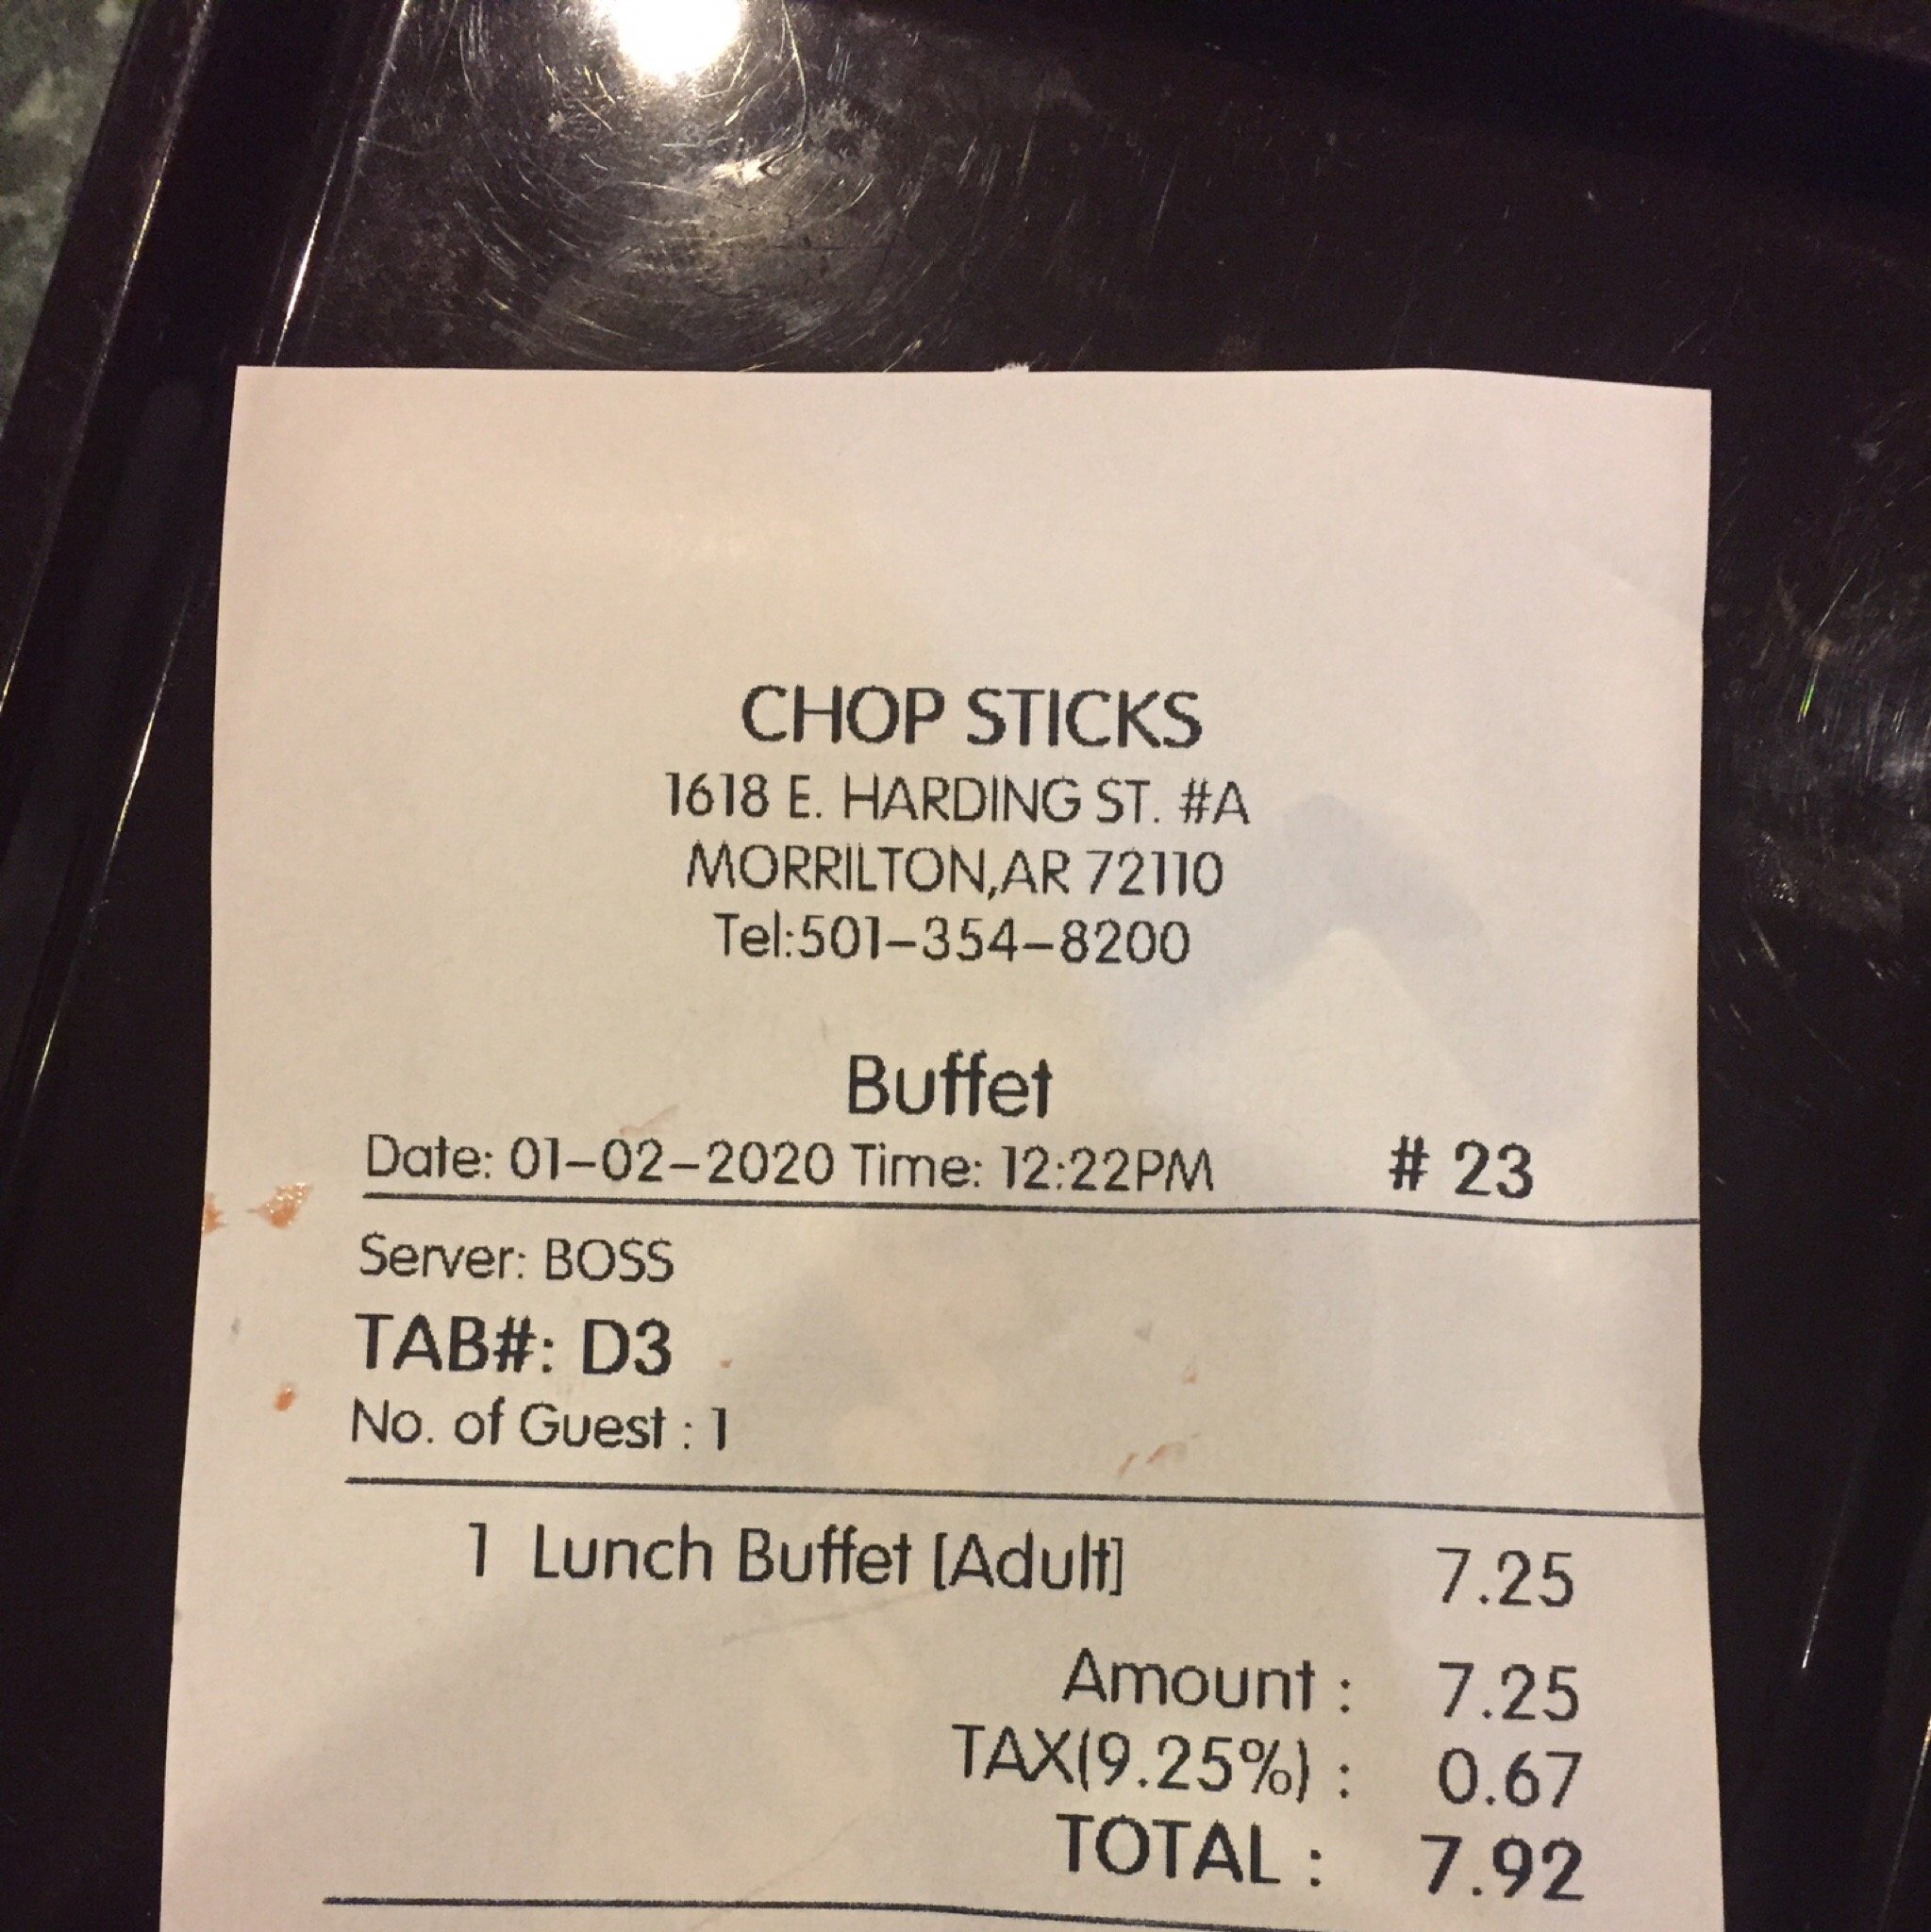 CHOP STICKS
1618 E. HARDING ST. #A
MORRILTON,AR 72110
Tel:501-354-8200
Buffet
Date: 01-02-2020 Time: 12:22PM # 23
Server: BOSS
TAB#: D3
No. of Guest : 1
1 Lunch Buffet [Adult] 7.25
Amount : 7.25
TAX(9.25%) : 0.67
TOTAL : 7.92